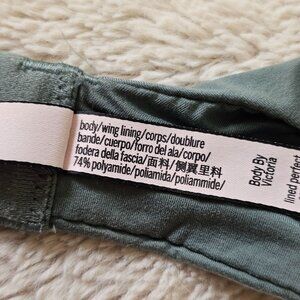 body/wing lining/corps/doublure
bande/cuerpo/forro del ala/corpo/
fodera della fascia/面料/侧翼里料
74% polyamide/poliamida/poliammide/
Body By
Victoria
lined perfect